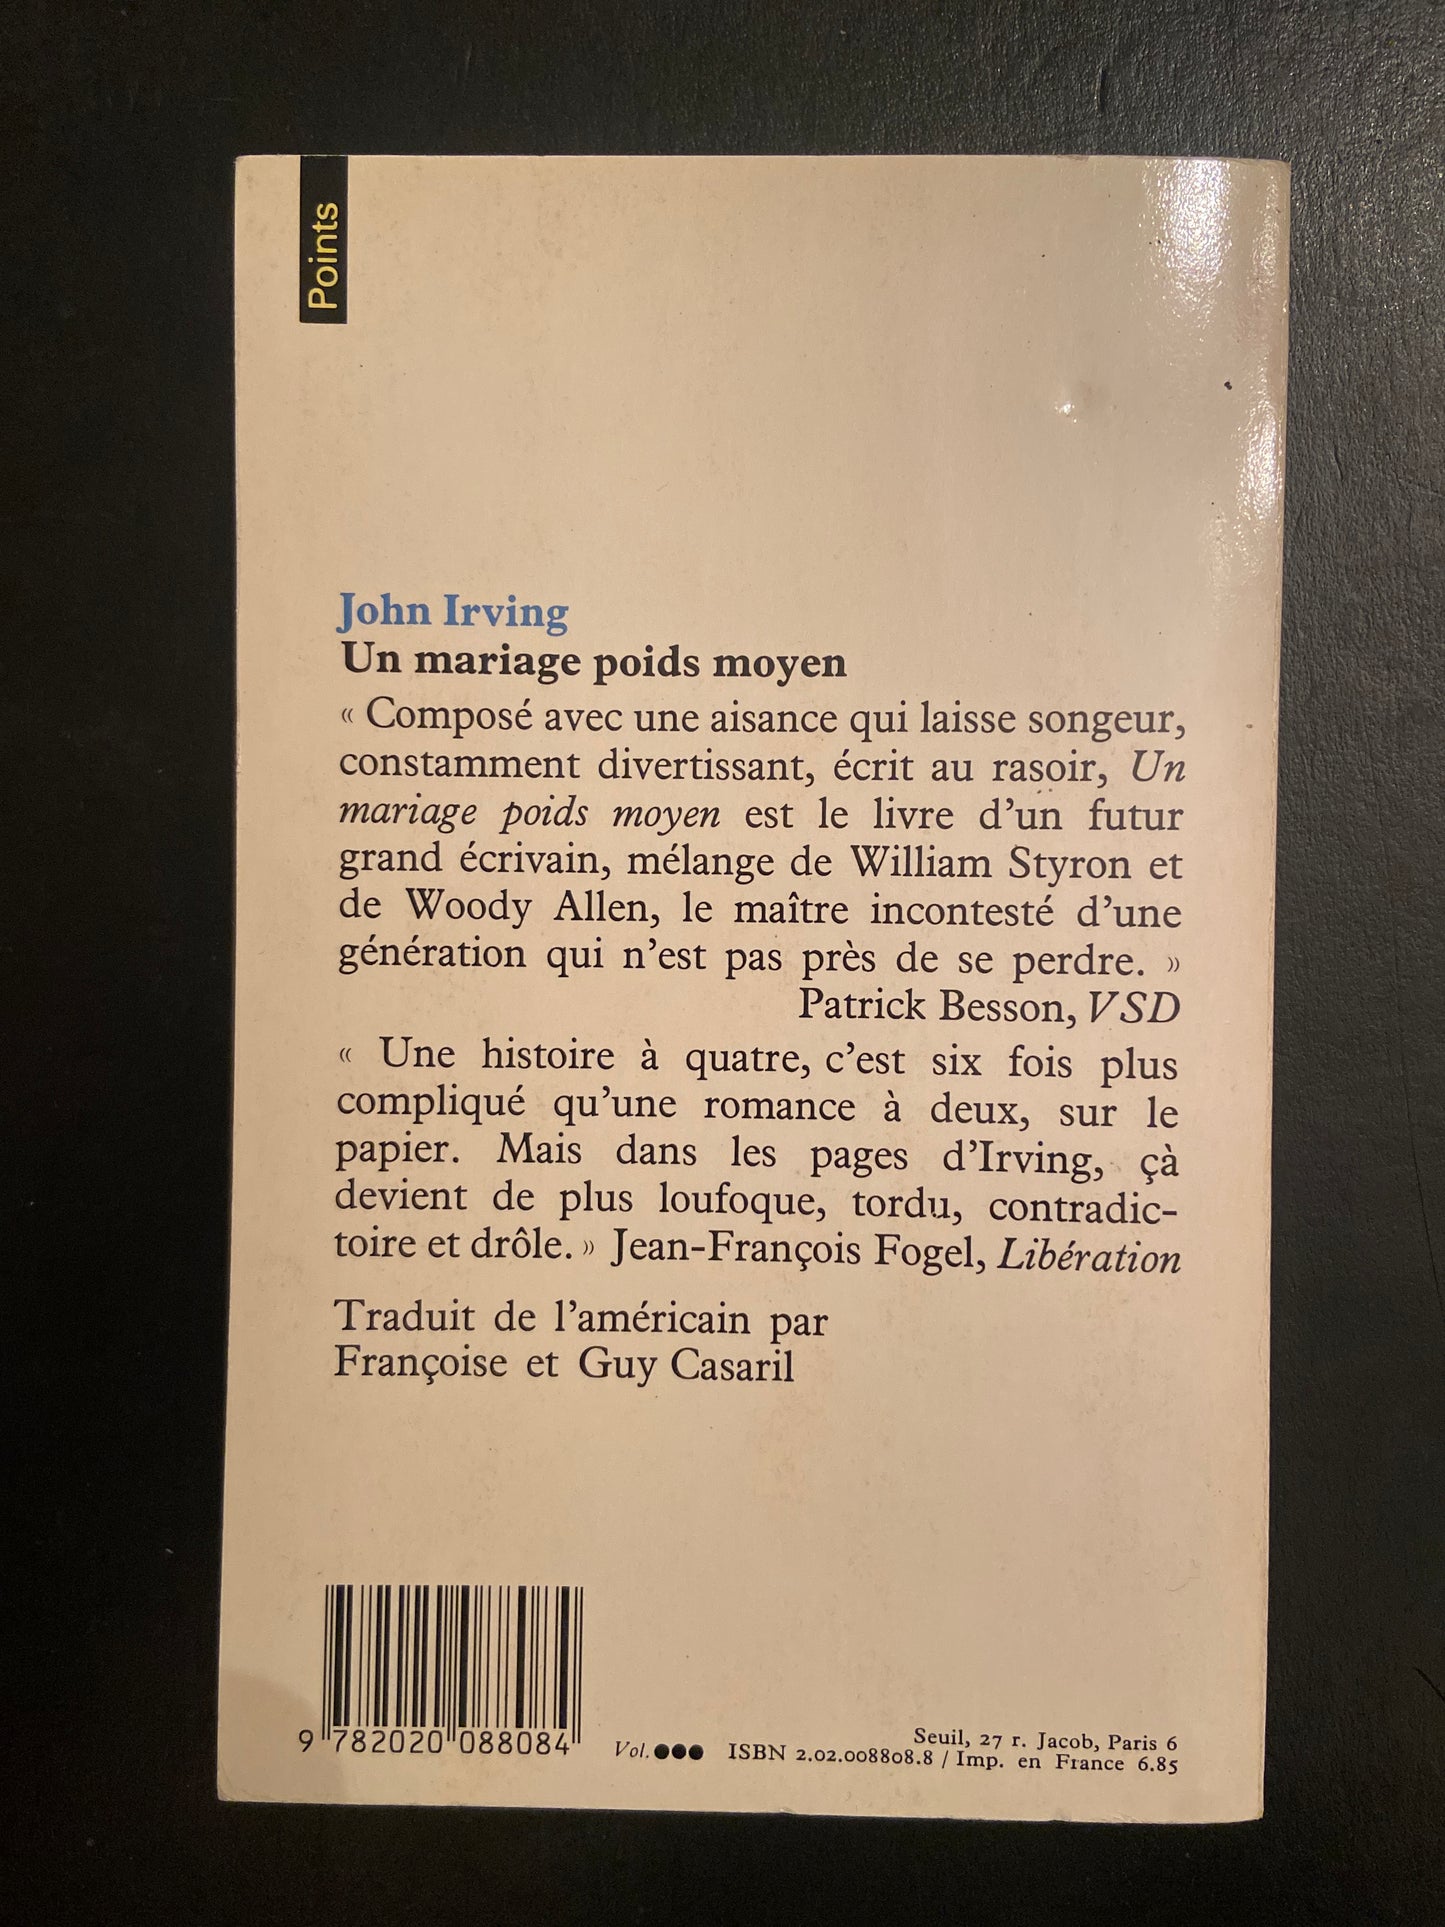 Points
John Irving
Un mariage poids moyen
« Composé avec une aisance qui laisse songeur,
constamment divertissant, écrit au rasoir, Un
mariage poids moyen est le livre d’un futur
grand écrivain, mélange de William Styron et
de Woody Allen, le maître incontesté d’une
génération qui n’est pas près de se perdre. »
Patrick Besson, VSD
« Une histoire à quatre, c’est six fois plus
compliqué qu’une romance à deux, sur le
papier. Mais dans les pages d’Irving, çà
devient de plus loufoque, tordu, contradic-
toire et drôle. » Jean-François Fogel, Libération
Traduit de l’américain par
Françoise et Guy Casaril
9 782020 088084
Vol.●●●
Seuil, 27 r. Jacob, Paris 6
ISBN 2.02.008808.8 / Imp. en France 6.85